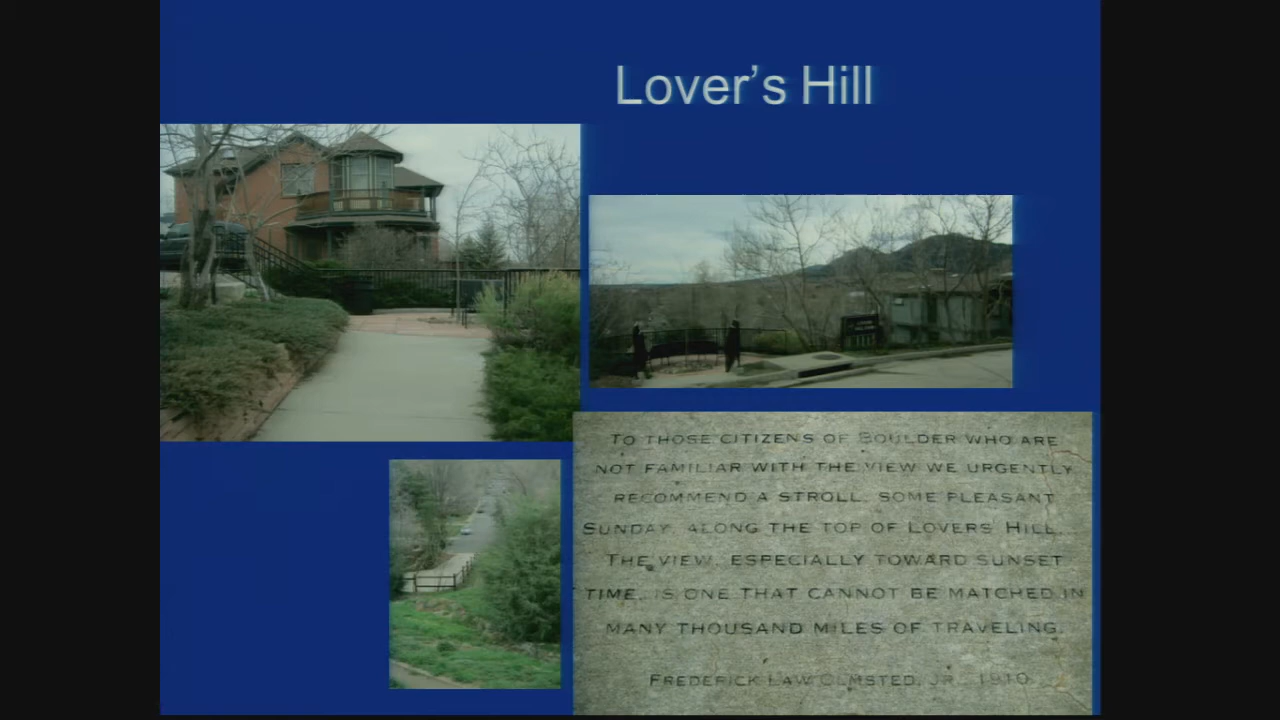 Lover's Hill
TO THOSE CITIZENS OF BOULDER WHO ARE
NOT FAMILIAR WITH THE VIEW WE URGENTLY
RECOMMEND A STROLL, SOME PLEASANT
SUNDAY, ALONG THE TOP OF LOVERS' HILL.
THE VIEW, ESPECIALLY TOWARD SUNSET
TIME, IS ONE THAT CANNOT BE MATCHED IN
MANY THOUSAND MILES OF TRAVELING.
FREDERICK LAW OLMSTED, JR. 1910